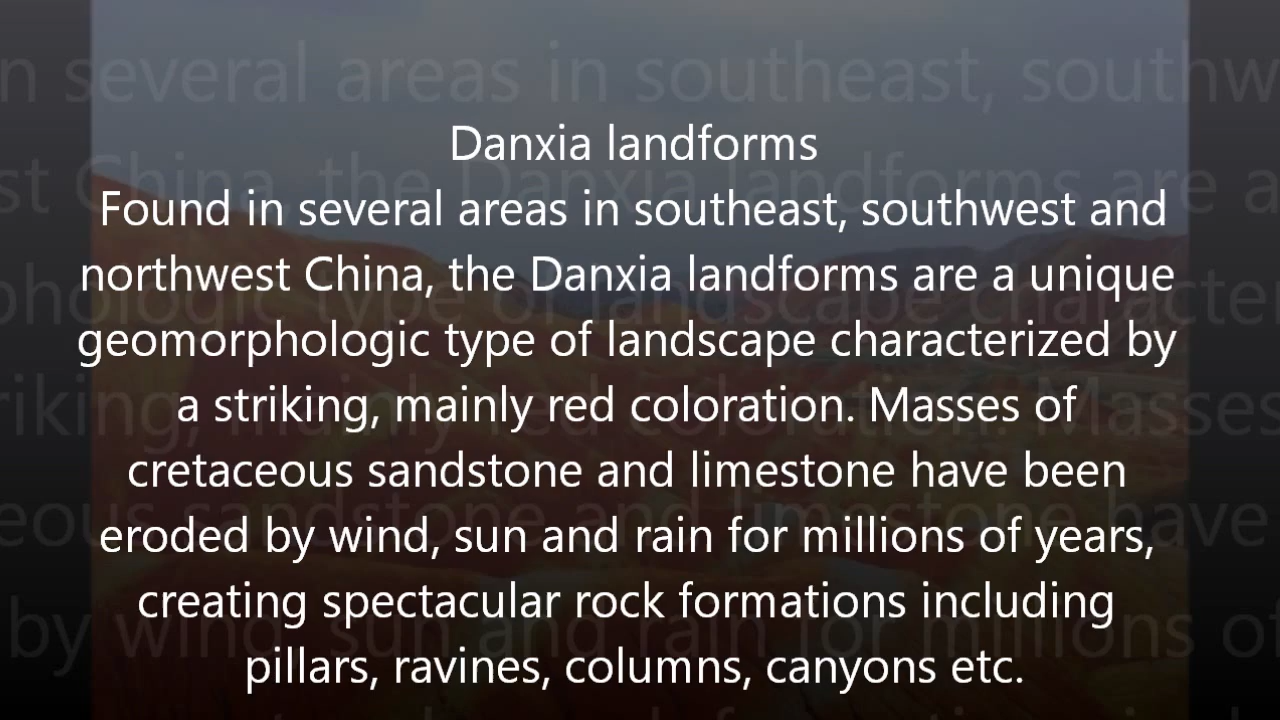 Danxia landforms
Found in several areas in southeast, southwest and
northwest China, the Danxia landforms are a unique
geomorphologic type of landscape characterized by
a striking, mainly red coloration. Masses of
cretaceous sandstone and limestone have been
eroded by wind, sun and rain for millions of years,
creating spectacular rock formations including
pillars, ravines, columns, canyons etc.